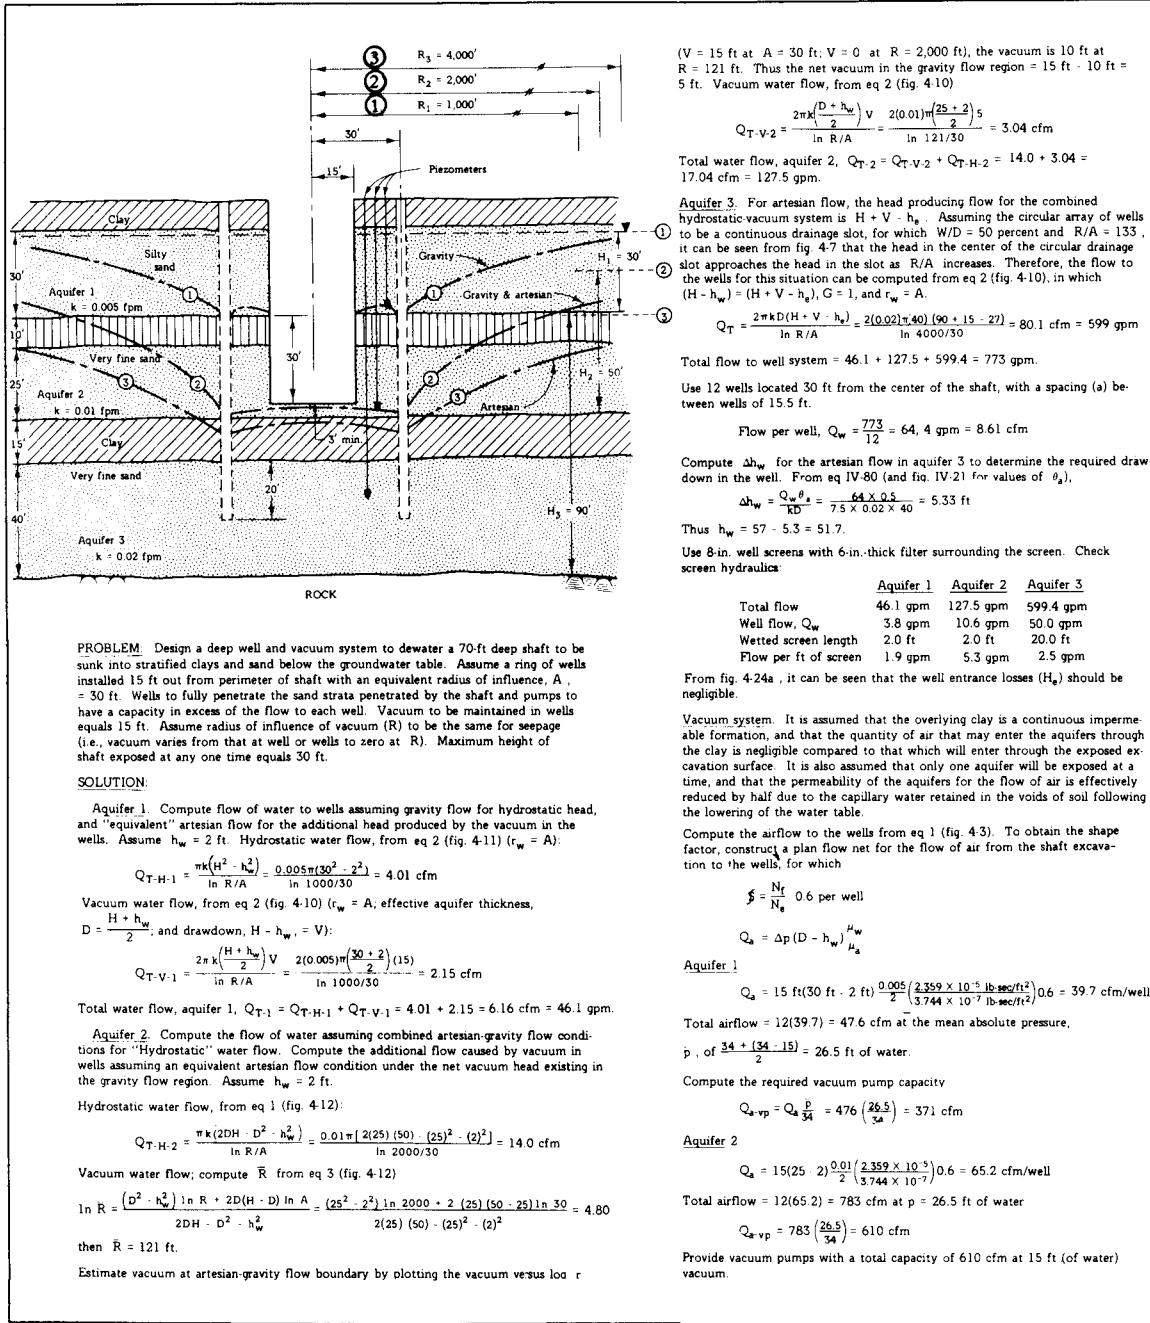 ③ R₃ = 4,000'
② R₂ = 2,000'
① R₁ = 1,000'
30'
15'
Piezometers
Clay
Silty
sand
Gravity
H₁ = 30'
①
②
③
30'
Aquifer 1
k = 0.005 fpm
①
①
Gravity & artesian
10'
30'
Very fine sand
25'
③
②
②
③
H₂ = 50'
Aquifer 2
k = 0.01 fpm
Artesian
15'
Clay
3' min.
Very fine sand
20'
H₃ = 90'
40'
Aquifer 3
k = 0.02 fpm
ROCK
PROBLEM: Design a deep well and vacuum system to dewater a 70-ft deep shaft to be
sunk into stratified clays and sand below the groundwater table. Assume a ring of wells
installed 15 ft out from perimeter of shaft with an equivalent radius of influence, A ,
= 30 ft. Wells to fully penetrate the sand strata penetrated by the shaft and pumps to
have a capacity in excess of the flow to each well. Vacuum to be maintained in wells
equals 15 ft. Assume radius of influence of vacuum (R) to be the same for seepage
(i.e., vacuum varies from that at well or wells to zero at R). Maximum height of
shaft exposed at any one time equals 30 ft.
SOLUTION:
Aquifer 1. Compute flow of water to wells assuming gravity flow for hydrostatic head,
and "equivalent" artesian flow for the additional head produced by the vacuum in the
wells. Assume h_w = 2 ft. Hydrostatic water flow, from eq 2 (fig. 4-11) (r_w = A):
Q_T-H-1 = πk(H² - h_w²) / ln R/A = 0.005π(30² - 2²) / ln 1000/30 = 4.01 cfm
Vacuum water flow, from eq 2 (fig. 4-10) (r_w = A; effective aquifer thickness,
D = (H + h_w)/2; and drawdown, H - h_w, = V):
Q_T-V-1 = 2πk((H + h_w)/2) V / ln R/A = 2(0.005)π((30 + 2)/2) (15) / ln 1000/30 = 2.15 cfm
Total water flow, aquifer 1, Q_T-1 = Q_T-H-1 + Q_T-V-1 = 4.01 + 2.15 = 6.16 cfm = 46.1 gpm.
Aquifer 2. Compute the flow of water assuming combined artesian-gravity flow condi-
tions for "Hydrostatic" water flow. Compute the additional flow caused by vacuum in
wells assuming an equivalent artesian flow condition under the net vacuum head existing in
the gravity flow region. Assume h_w = 2 ft.
Hydrostatic water flow, from eq 1 (fig. 4-12):
Q_T-H-2 = πk(2DH - D² - h_w²) / ln R/A = 0.01π[2(25) (50) - (25)² - (2)²] / ln 2000/30 = 14.0 cfm
Vacuum water flow; compute R̄ from eq 3 (fig. 4-12)
ln R̄ = (D² - h_w²) ln R + 2D(H - D) ln A / 2DH - D² - h_w² = (25² - 2²) ln 2000 + 2 (25) (50 - 25) ln 30 / 2(25) (50) - (25)² - (2)² = 4.80
then R̄ = 121 ft.
Estimate vacuum at artesian-gravity flow boundary by plotting the vacuum versus log r
(V = 15 ft at A = 30 ft; V = 0 at R = 2,000 ft), the vacuum is 10 ft at
R = 121 ft. Thus the net vacuum in the gravity flow region = 15 ft - 10 ft =
5 ft. Vacuum water flow, from eq 2 (fig. 4-10)
Q_T-V-2 = 2πk((D + h_w)/2) V / ln R/A = 2(0.01)π((25 + 2)/2) 5 / ln 121/30 = 3.04 cfm
Total water flow, aquifer 2, Q_T-2 = Q_T-V-2 + Q_T-H-2 = 14.0 + 3.04 =
17.04 cfm = 127.5 gpm.
Aquifer 3. For artesian flow, the head producing flow for the combined
hydrostatic-vacuum system is H + V - h_e . Assuming the circular array of wells
to be a continuous drainage slot, for which W/D = 50 percent and R/A = 133 ,
it can be seen from fig. 4-7 that the head in the center of the circular drainage
slot approaches the head in the slot as R/A increases. Therefore, the flow to
the wells for this situation can be computed from eq 2 (fig. 4-10), in which
(H - h_w) = (H + V - h_e), G = 1, and r_w = A.
Q_T = 2πkD(H + V - h_e) / ln R/A = 2(0.02)π(40) (90 + 15 - 27) / ln 4000/30 = 80.1 cfm = 599 gpm
Total flow to well system = 46.1 + 127.5 + 599.4 = 773 gpm.
Use 12 wells located 30 ft from the center of the shaft, with a spacing (a) be-
tween wells of 15.5 ft.
Flow per well, Q_w = 773/12 = 64, 4 gpm = 8.61 cfm
Compute Δh_w for the artesian flow in aquifer 3 to determine the required draw-
down in the well. From eq IV-80 (and fig. IV-21 for values of θ_a),
Δh_w = Q_w θ_a / kD = 64 X 0.5 / 7.5 X 0.02 X 40 = 5.33 ft
Thus h_w = 57 - 5.3 = 51.7.
Use 8-in. well screens with 6-in.-thick filter surrounding the screen. Check
screen hydraulics:
Aquifer 1 Aquifer 2 Aquifer 3
Total flow 46.1 gpm 127.5 gpm 599.4 gpm
Well flow, Q_w 3.8 gpm 10.6 gpm 50.0 gpm
Wetted screen length 2.0 ft 2.0 ft 20.0 ft
Flow per ft of screen 1.9 gpm 5.3 gpm 2.5 gpm
From fig. 4-24a , it can be seen that the well entrance losses (H_e) should be
negligible.
Vacuum system. It is assumed that the overlying clay is a continuous imperme-
able formation, and that the quantity of air that may enter the aquifers through
the clay is negligible compared to that which will enter through the exposed ex-
cavation surface. It is also assumed that only one aquifer will be exposed at a
time, and that the permeability of the aquifers for the flow of air is effectively
reduced by half due to the capillary water retained in the voids of soil following
the lowering of the water table.
Compute the airflow to the wells from eq 1 (fig. 4-3). To obtain the shape
factor, construct a plan flow net for the flow of air from the shaft excava-
tion to the wells, for which
$ = N_f/N_e 0.6 per well
Q_a = Δp (D - h_w) μ_w/μ_a
Aquifer 1
Q_a = 15 ft(30 ft - 2 ft) 0.005/2 (2.359 X 10⁻⁵ lb-sec/ft² / 3.744 X 10⁻⁷ lb-sec/ft²)0.6 = 39.7 cfm/well
Total airflow = 12(39.7) = 47.6 cfm at the mean absolute pressure,
p , of 34 + (34 - 15) / 2 = 26.5 ft of water.
Compute the required vacuum pump capacity
Q_a-vp = Q_a p/34 = 476 (26.5/34) = 371 cfm
Aquifer 2
Q_a = 15(25 - 2) 0.01/2 (2.359 X 10⁻⁵ / 3.744 X 10⁻⁷)0.6 = 65.2 cfm/well
Total airflow = 12(65.2) = 783 cfm at p = 26.5 ft of water
Q_a-vp = 783 (26.5/34) = 610 cfm
Provide vacuum pumps with a total capacity of 610 cfm at 15 ft (of water)
vacuum.